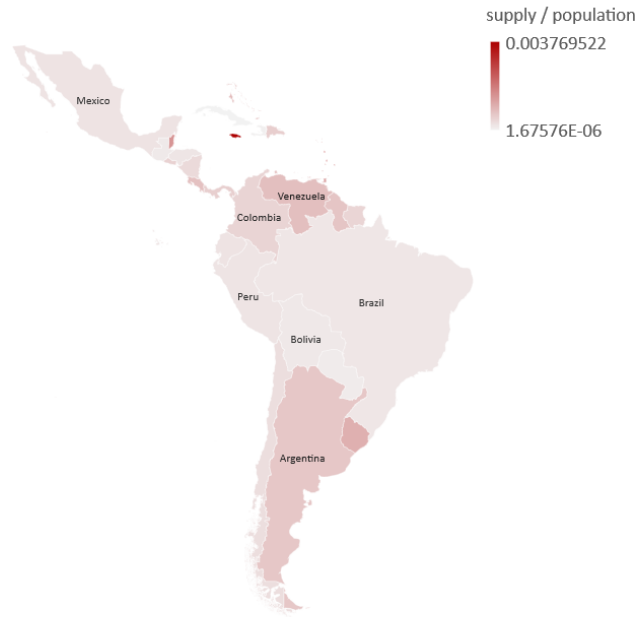 supply / population
0.003769522
1.67576E-06
Mexico
Venezuela
Colombia
Peru
Brazil
Bolivia
Argentina